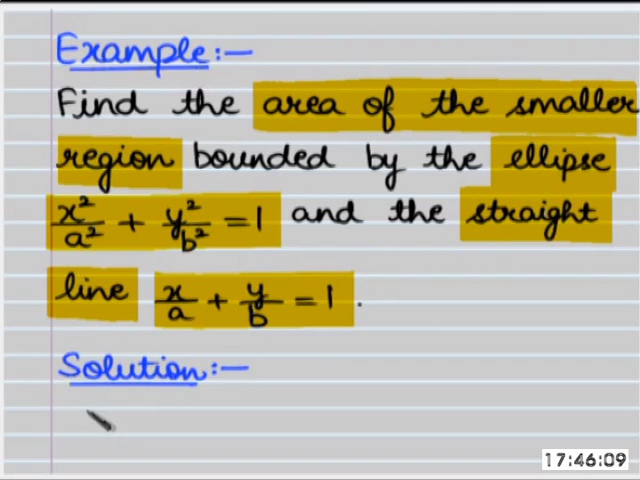 Example:-
Find the area of the smaller
region bounded by the ellipse
x²/a² + y²/b² = 1 and the straight
line x/a + y/b = 1.
Solution:-
17:46:09